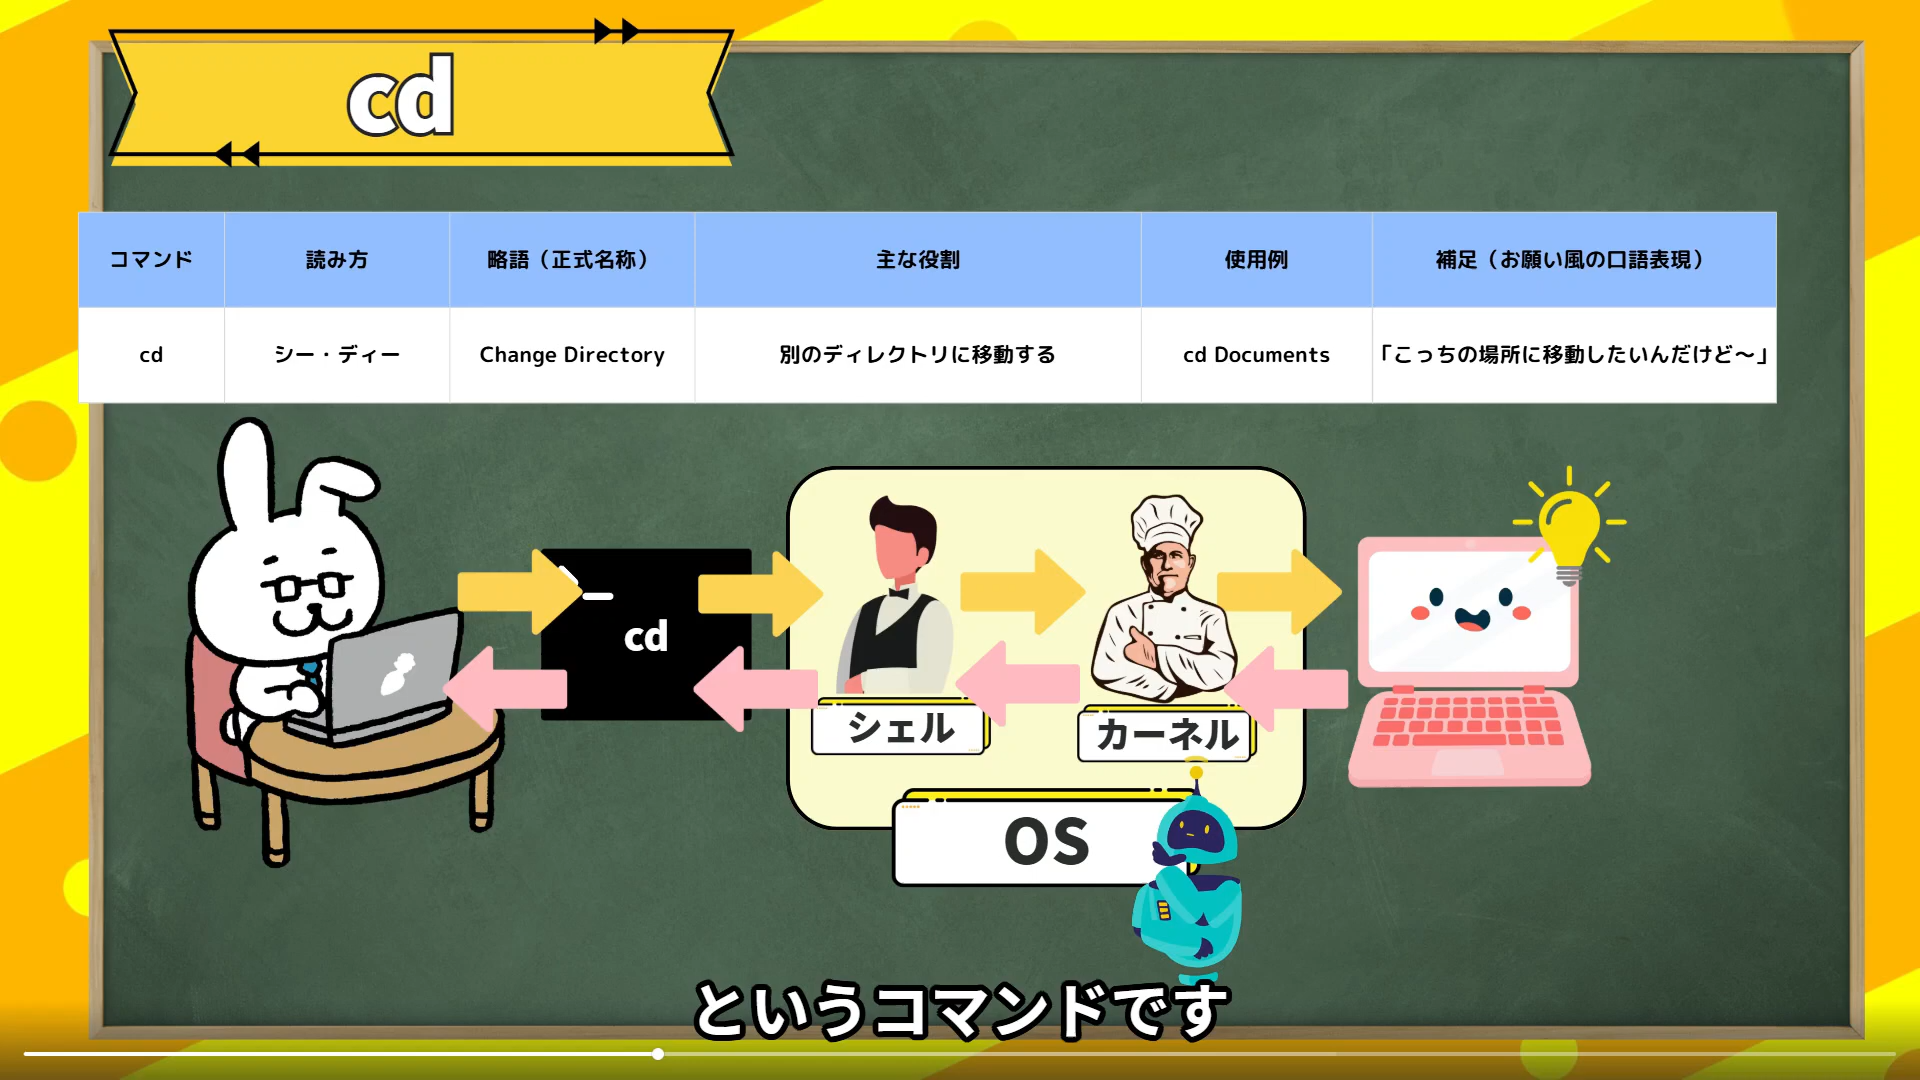 cd
コマンド 読み方 略語（正式名称） 主な役割 使用例 補足（お願い風の口語表現）
cd シー・ディー Change Directory 別のディレクトリに移動する cd Documents 「こっちの場所に移動したいんだけど～」
cd
シェル
カーネル
OS
というコマンドです